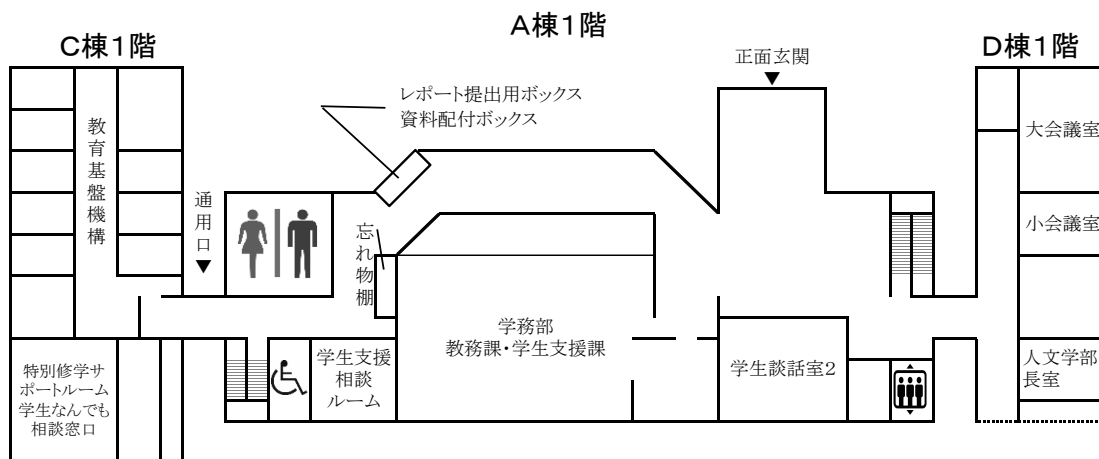 A棟1階
C棟1階
D棟1階
正面玄関
▼
レポート提出用ボックス
資料配付ボックス
教育基盤機構
通用口▼
忘れ物棚
大会議室
小会議室
学務部
教務課・学生支援課
学生支援
相談
ルーム
学生談話室2
人文学部
長室
特別修学サ
ポートルーム
学生なんでも
相談窓口